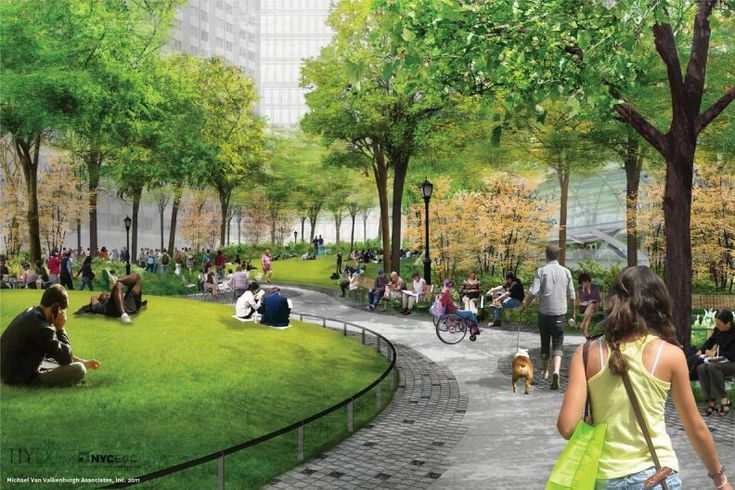 NYCEDC
Michael Van Valkenburgh Associates, Inc. 2011